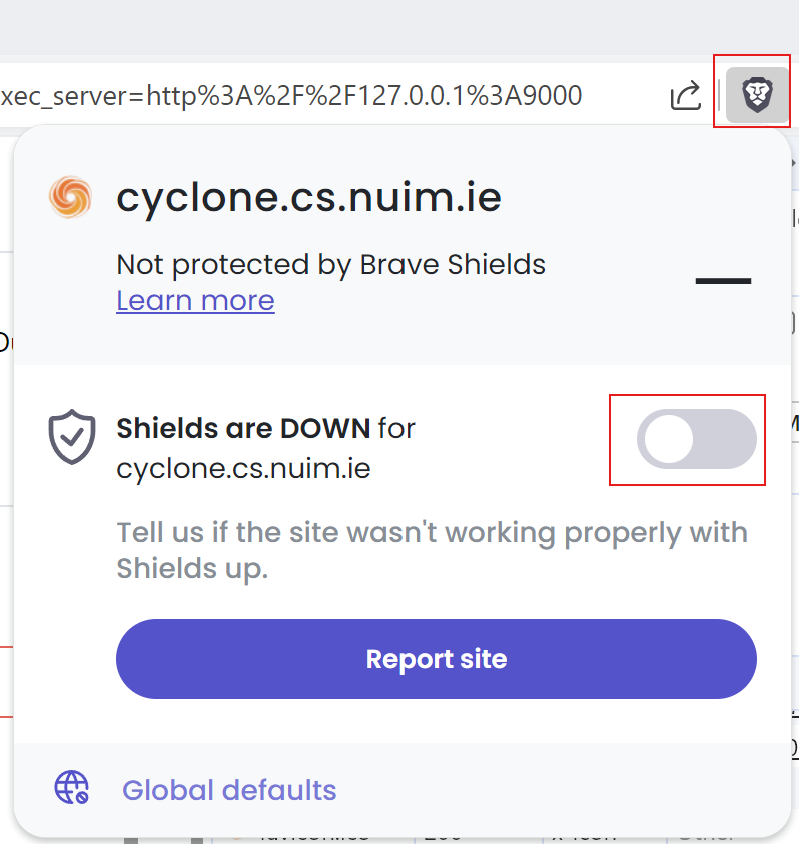 xec_server=http%3A%2F%2F127.0.0.1%3A9000
cyclone.cs.nuim.ie
Not protected by Brave Shields
Learn more
Shields are DOWN for
cyclone.cs.nuim.ie
Tell us if the site wasn't working properly with
Shields up.
Report site
Global defaults